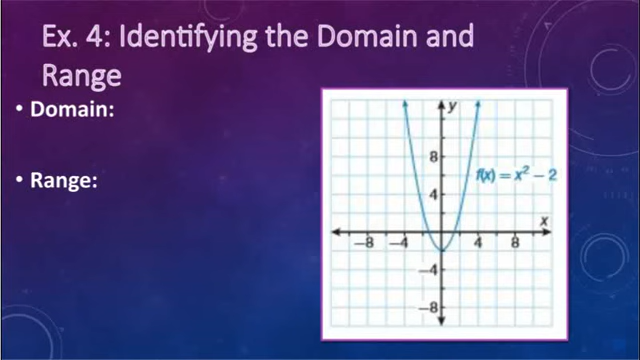 Ex. 4: Identifying the Domain and
Range
• Domain:
• Range:
y
8
f(x) = x² – 2
4
x
–8 –4 4 8
–4
–8